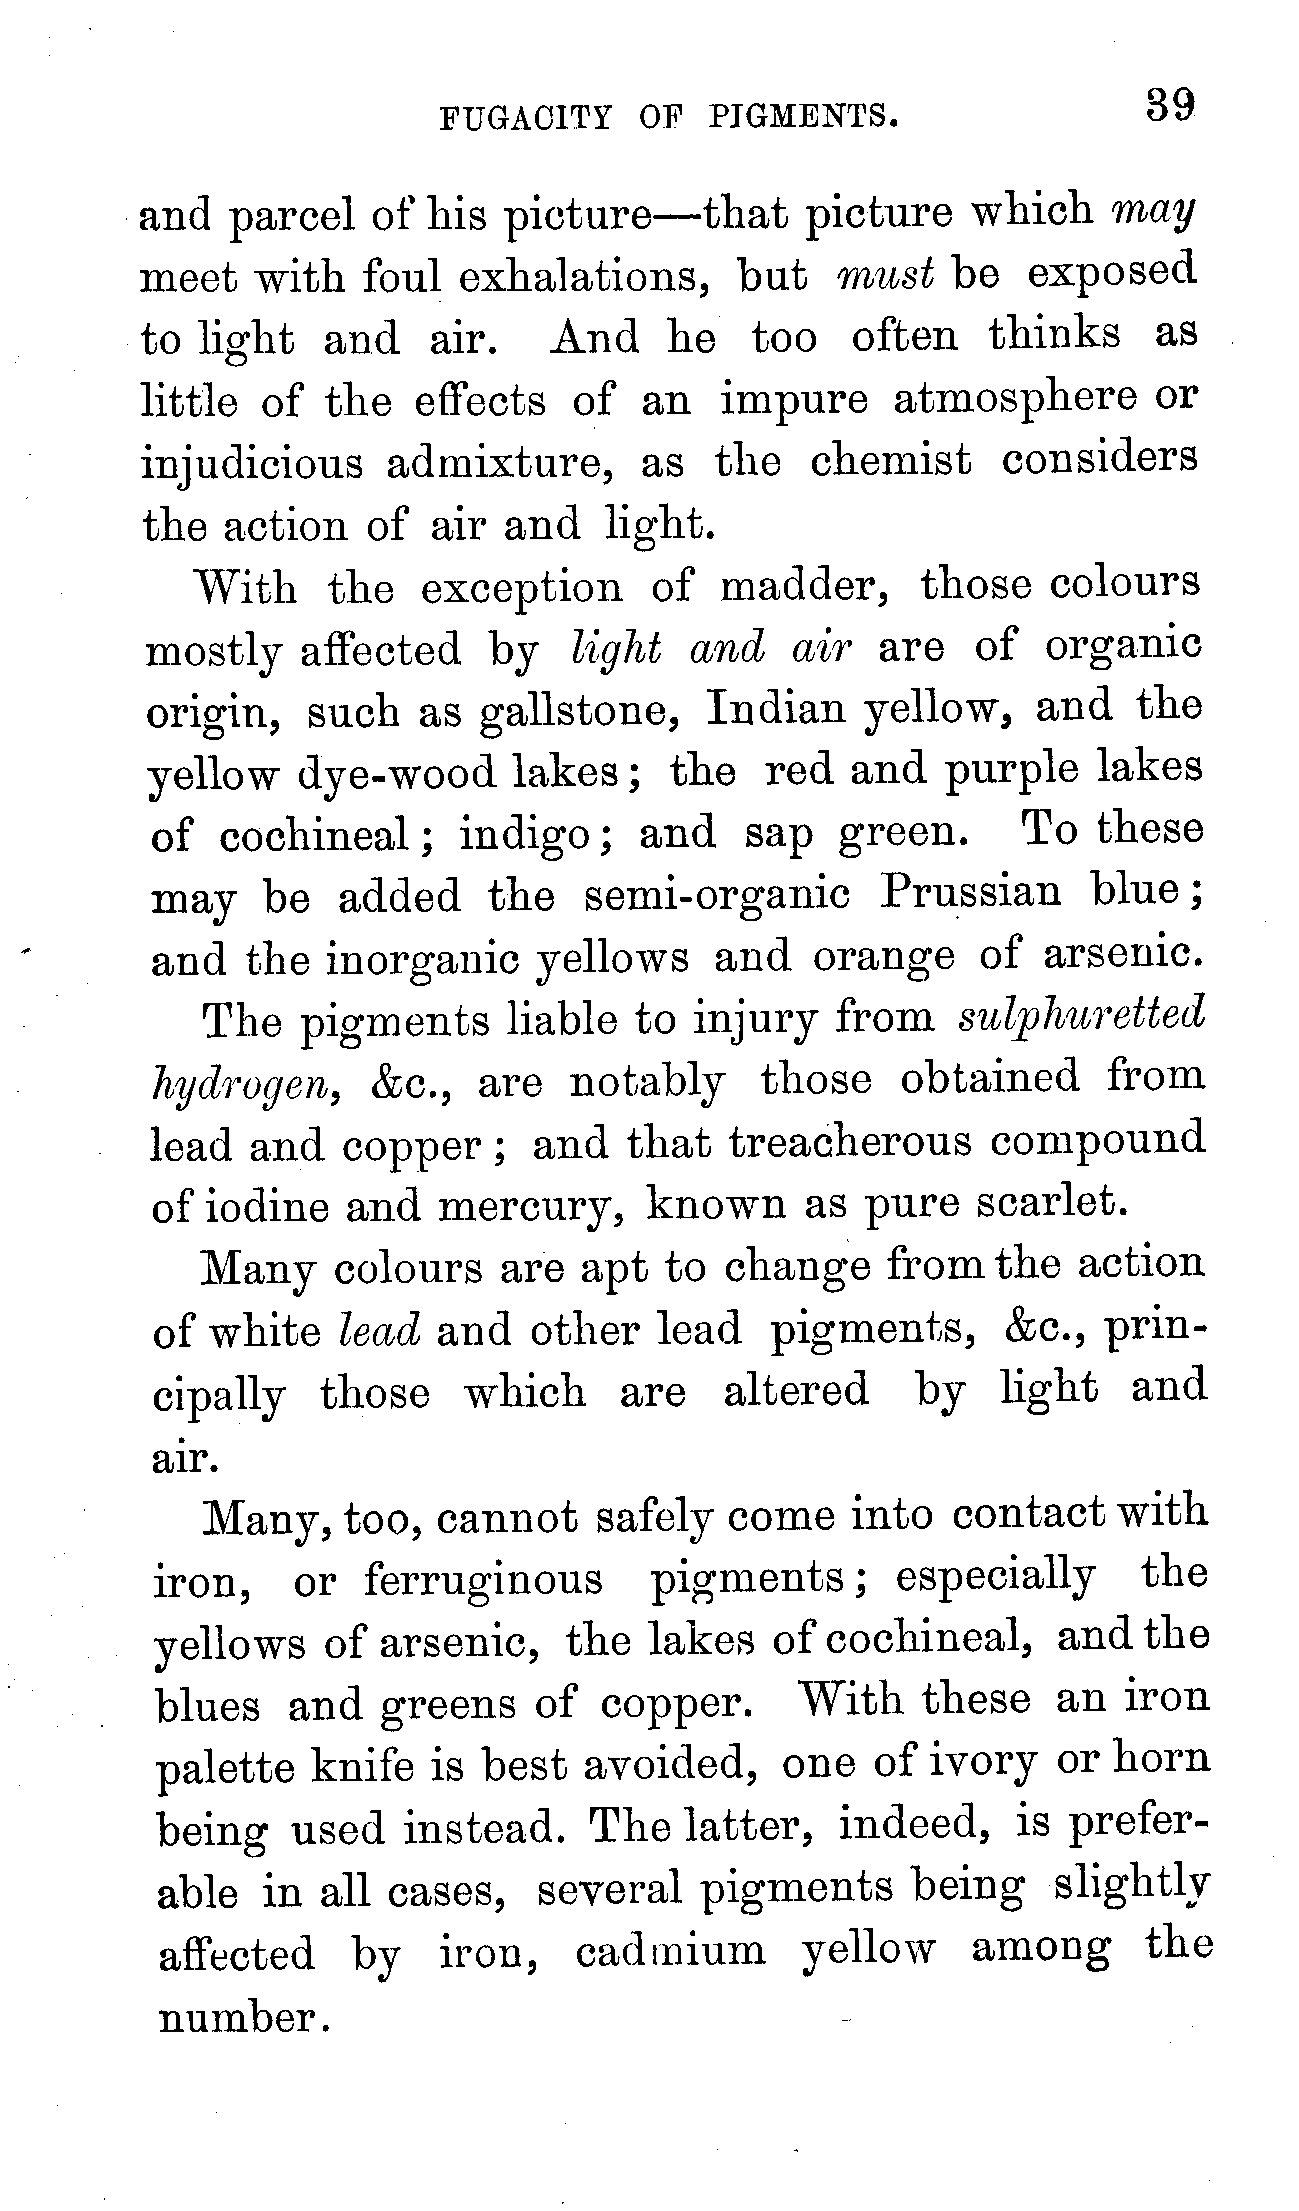 FUGACITY OF PIGMENTS. 39
and parcel of his picture—that picture which may
meet with foul exhalations, but must be exposed
to light and air. And he too often thinks as
little of the effects of an impure atmosphere or
injudicious admixture, as the chemist considers
the action of air and light.
With the exception of madder, those colours
mostly affected by light and air are of organic
origin, such as gallstone, Indian yellow, and the
yellow dye-wood lakes; the red and purple lakes
of cochineal; indigo; and sap green. To these
may be added the semi-organic Prussian blue;
and the inorganic yellows and orange of arsenic.
The pigments liable to injury from sulphuretted
hydrogen, &c., are notably those obtained from
lead and copper; and that treacherous compound
of iodine and mercury, known as pure scarlet.
Many colours are apt to change from the action
of white lead and other lead pigments, &c., prin-
cipally those which are altered by light and
air.
Many, too, cannot safely come into contact with
iron, or ferruginous pigments; especially the
yellows of arsenic, the lakes of cochineal, and the
blues and greens of copper. With these an iron
palette knife is best avoided, one of ivory or horn
being used instead. The latter, indeed, is prefer-
able in all cases, several pigments being slightly
affected by iron, cadmium yellow among the
number.